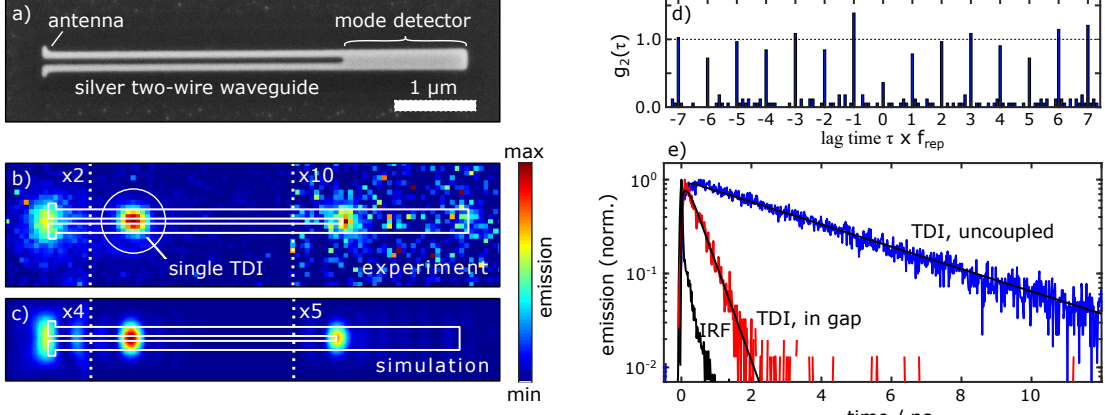 a)
antenna
mode detector
silver two-wire waveguide
1 µm
b)
x2
x10
single TDI
experiment
c)
x4
x5
simulation
max
emission
min
d)
g₂(τ)
1.0
0.0
-7 -6 -5 -4 -3 -2 -1 0 1 2 3 4 5 6 7
lag time τ x f_rep
e)
emission (norm.)
10⁰
10⁻¹
10⁻²
TDI, uncoupled
TDI, in gap
IRF
0 2 4 6 8 10